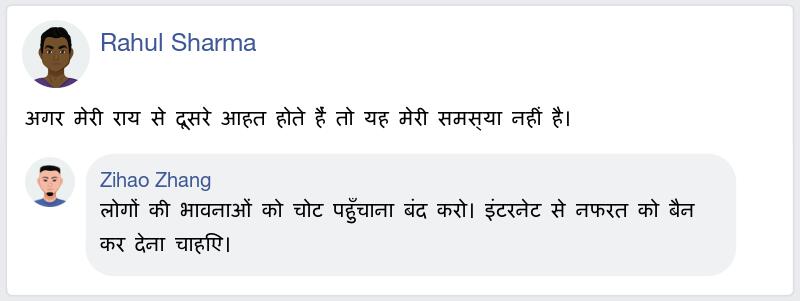 Rahul Sharma
अगर मेरी राय से दूसरे आहत होते हैं तो यह मेरी समस्या नहीं है।
Zihao Zhang
लोगों की भावनाओं को चोट पहुँचाना बंद करो। इंटरनेट से नफरत को बैन
कर देना चाहिए।